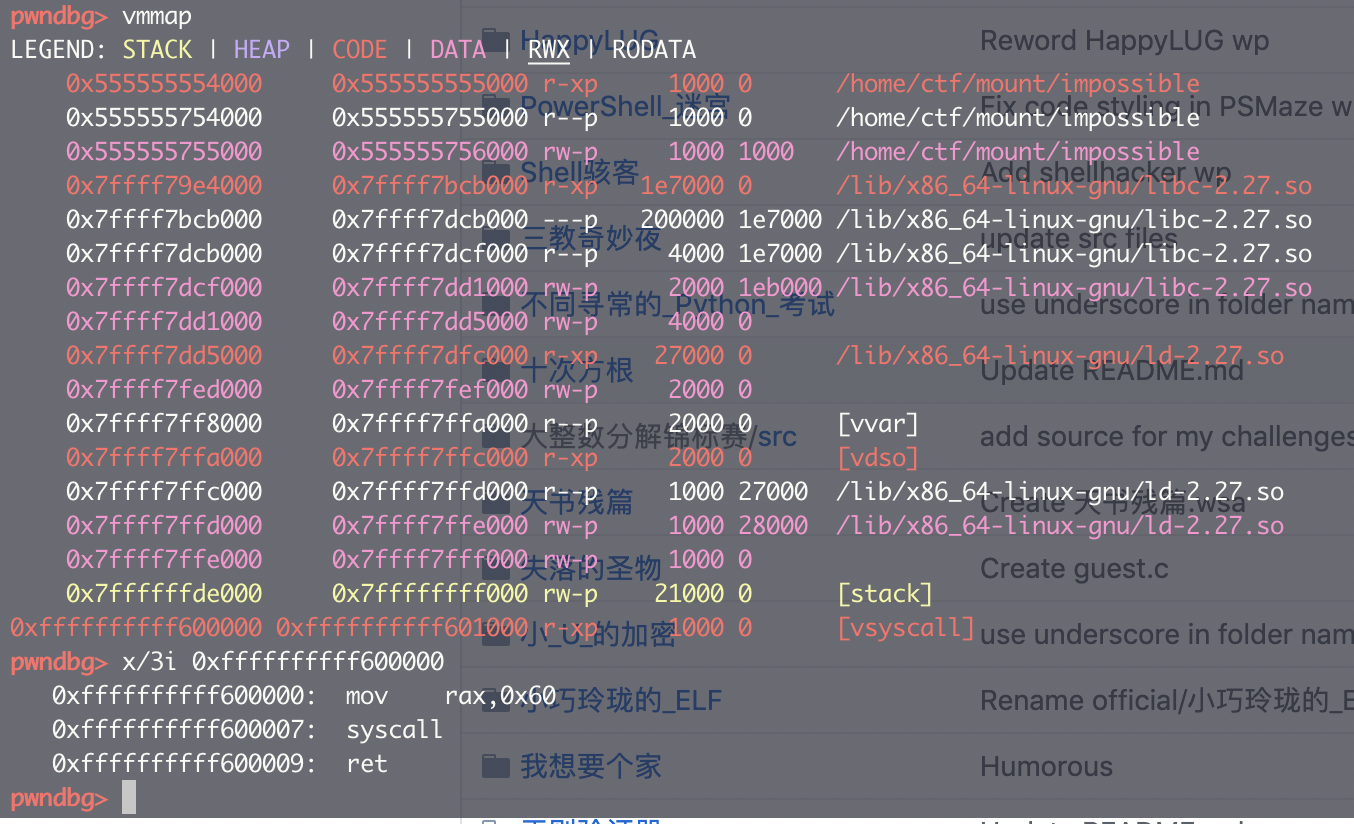 pwndbg> vmmap
LEGEND: STACK | HEAP | CODE | DATA | RWX | RODATA
0x555555554000 0x555555555000 r-xp 1000 0 /home/ctf/mount/impossible
0x555555754000 0x555555755000 r--p 1000 0 /home/ctf/mount/impossible
0x555555755000 0x555555756000 rw-p 1000 1000 /home/ctf/mount/impossible
0x7ffff79e4000 0x7ffff7bcb000 r-xp 1e7000 0 /lib/x86_64-linux-gnu/libc-2.27.so
0x7ffff7bcb000 0x7ffff7dcb000 ---p 200000 1e7000 /lib/x86_64-linux-gnu/libc-2.27.so
0x7ffff7dcb000 0x7ffff7dcf000 r--p 4000 1e7000 /lib/x86_64-linux-gnu/libc-2.27.so
0x7ffff7dcf000 0x7ffff7dd1000 rw-p 2000 1eb000 /lib/x86_64-linux-gnu/libc-2.27.so
0x7ffff7dd1000 0x7ffff7dd5000 rw-p 4000 0
0x7ffff7dd5000 0x7ffff7dfc000 r-xp 27000 0 /lib/x86_64-linux-gnu/ld-2.27.so
0x7ffff7fed000 0x7ffff7fef000 rw-p 2000 0
0x7ffff7ff8000 0x7ffff7ffa000 r--p 2000 0 [vvar]
0x7ffff7ffa000 0x7ffff7ffc000 r-xp 2000 0 [vdso]
0x7ffff7ffc000 0x7ffff7ffd000 r--p 1000 27000 /lib/x86_64-linux-gnu/ld-2.27.so
0x7ffff7ffd000 0x7ffff7ffe000 rw-p 1000 28000 /lib/x86_64-linux-gnu/ld-2.27.so
0x7ffff7ffe000 0x7ffff7fff000 rw-p 1000 0
0x7ffffffde000 0x7ffffffff000 rw-p 21000 0 [stack]
0xffffffffff600000 0xffffffffff601000 r-xp 1000 0 [vsyscall]
pwndbg> x/3i 0xffffffffff600000
0xffffffffff600000: mov rax,0x60
0xffffffffff600007: syscall
0xffffffffff600009: ret
pwndbg>
HappyLUG Reword HappyLUG wp
PowerShell_迷宫 Fix code styling in PSMaze w
Shell骇客 Add shellhacker wp
三教奇妙夜 update src files
不同寻常的_Python_考试 use underscore in folder nam
十次方根 Update README.md
大整数分解锦标赛/src add source for my challenges
天书残篇 Create 天书残篇.wsa
失落的圣物 Create guest.c
小_U_的加密 use underscore in folder nam
小巧玲珑的_ELF Rename official/小巧玲珑的_E
我想要个家 Humorous